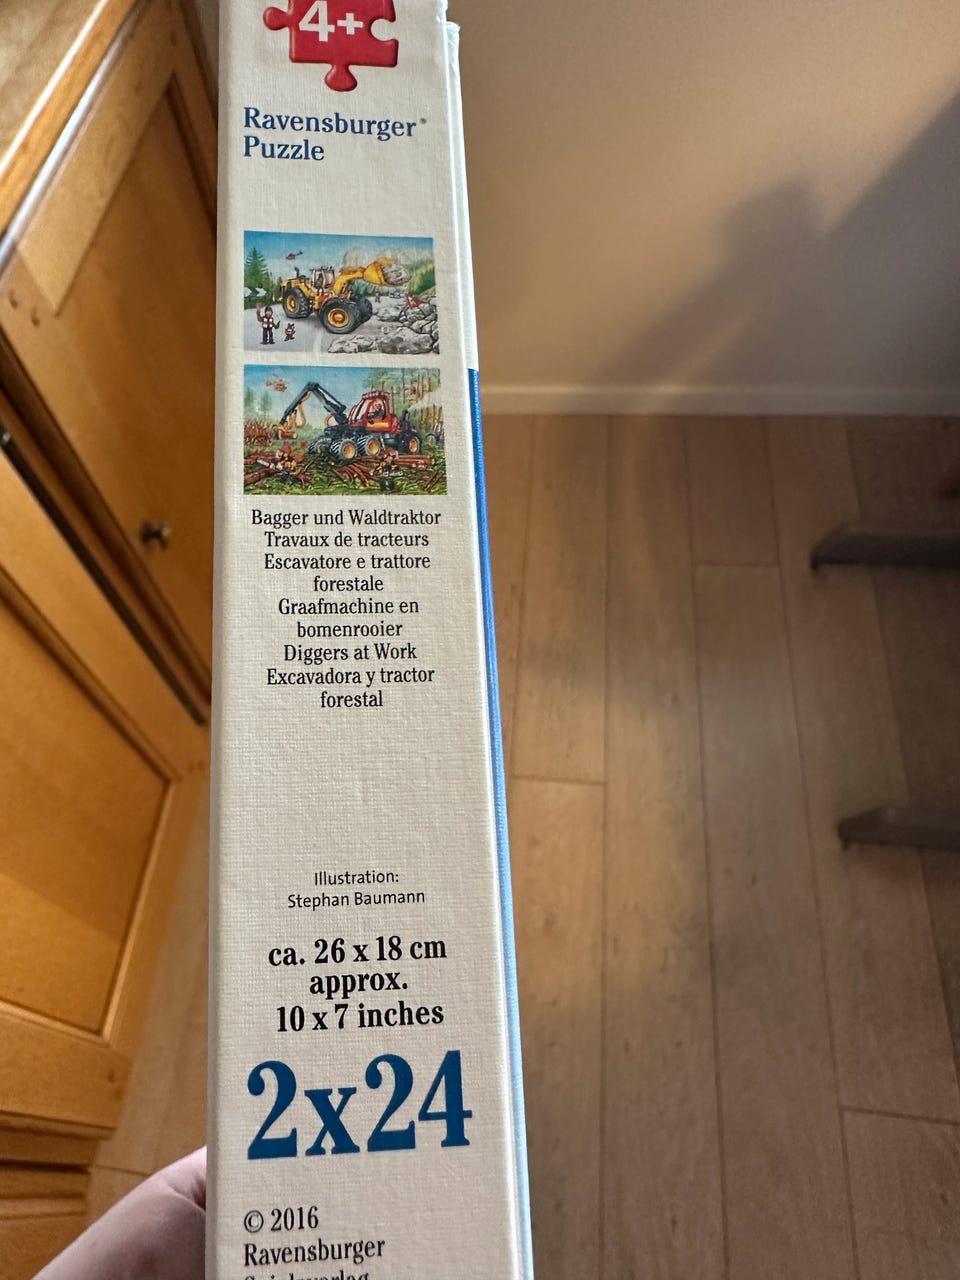 4+
Ravensburger®
Puzzle
Bagger und Waldtraktor
Travaux de tracteurs
Escavatore e trattore
forestale
Graafmachine en
bomenrooier
Diggers at Work
Excavadora y tractor
forestal
Illustration:
Stephan Baumann
ca. 26 x 18 cm
approx.
10 x 7 inches
2x24
© 2016
Ravensburger